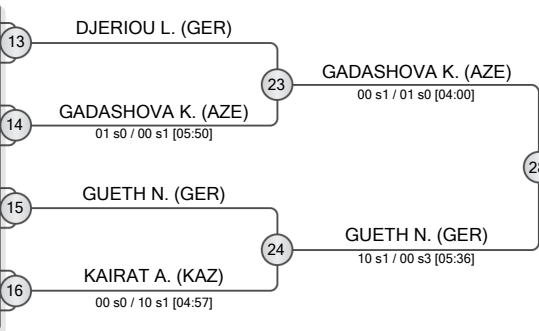 13
DJERIOU L. (GER)
23
GADASHOVA K. (AZE)
00 s1 / 01 s0 [04:00]
14
GADASHOVA K. (AZE)
01 s0 / 00 s1 [05:50]
15
GUETH N. (GER)
24
GUETH N. (GER)
10 s1 / 00 s3 [05:36]
16
KAIRAT A. (KAZ)
00 s0 / 10 s1 [04:57]